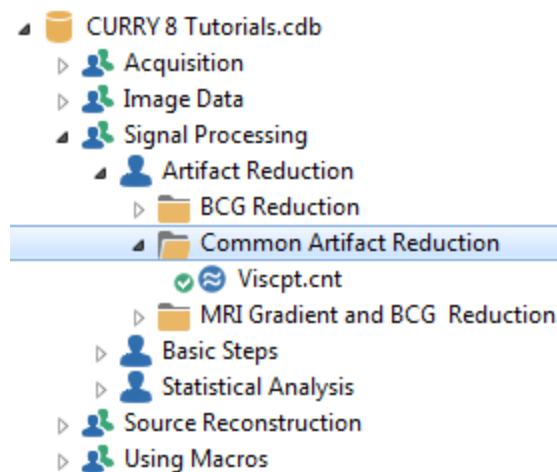 CURRY 8 Tutorials.cdb
Acquisition
Image Data
Signal Processing
Artifact Reduction
BCG Reduction
Common Artifact Reduction
Viscpt.cnt
MRI Gradient and BCG  Reduction
Basic Steps
Statistical Analysis
Source Reconstruction
Using Macros